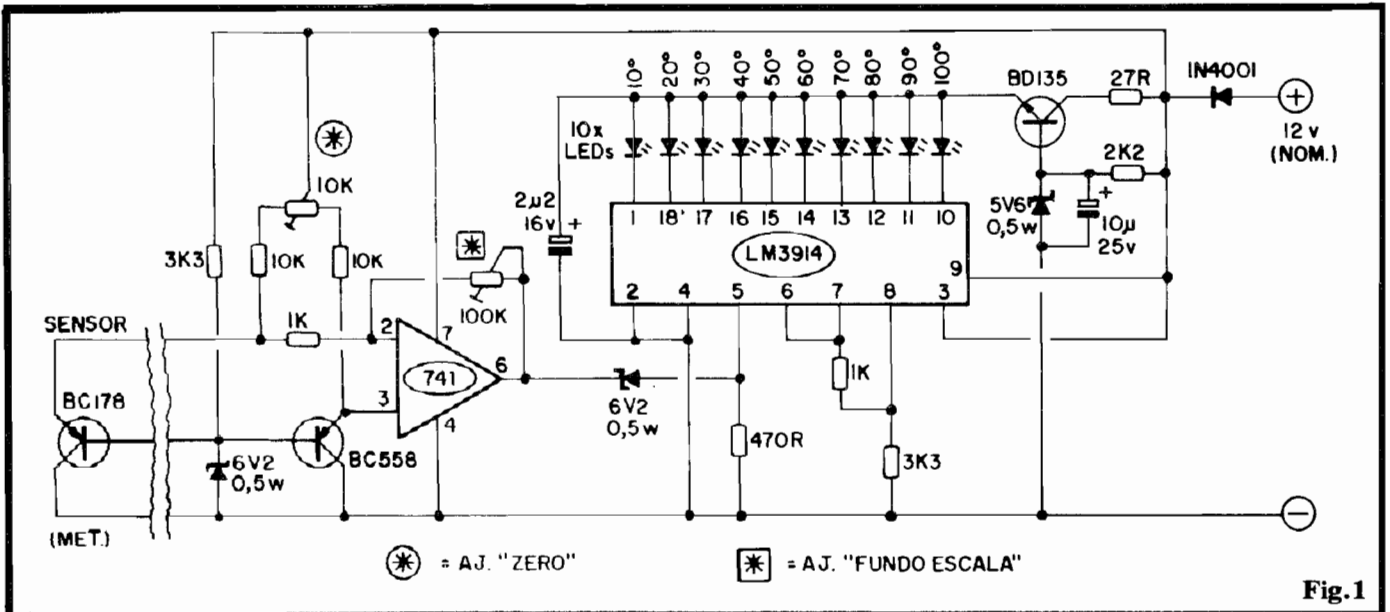 10°
20°
30°
40°
50°
60°
70°
80°
90°
100°
BD135
27R
1N4001
+
12 v
(NOM.)
10x
LEDs
2K2
10K
2µ2
16v
+
1
18'
17
16
15
14
13
12
11
10
5V6
0,5w
+
10µ
25v
3K3
10K
10K
LM3914
9
100K
2
4
5
6
7
8
3
SENSOR
1K
2
7
741
6
3
4
1K
BC178
6V2
0,5w
470R
BC558
3K3
6V2
0,5w
(MET.)
−
= AJ. "ZERO"
= AJ. "FUNDO ESCALA"
Fig.1